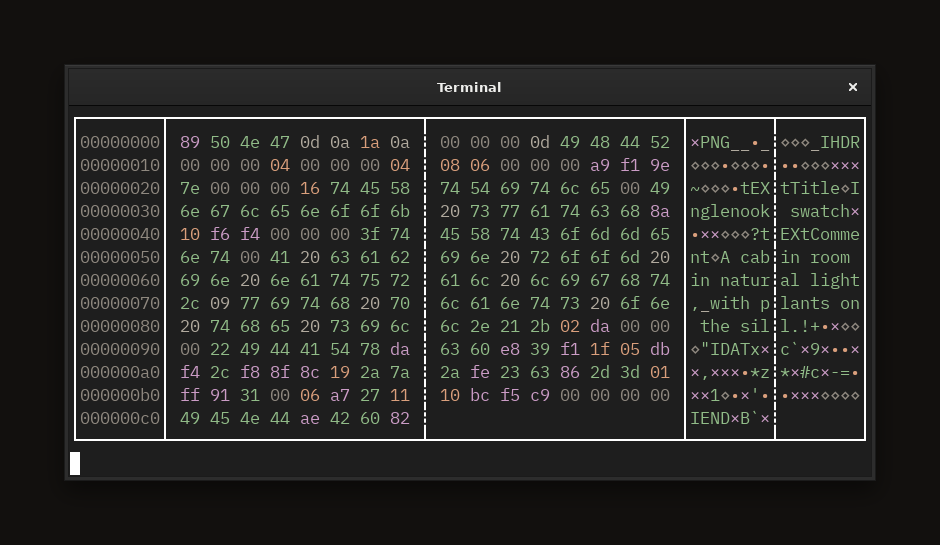 Terminal ×
00000000 89 50 4e 47 0d 0a 1a 0a 00 00 00 0d 49 48 44 52 ×PNG__•_ ⋄⋄⋄_IHDR
00000010 00 00 00 04 00 00 00 04 08 06 00 00 00 a9 f1 9e ⋄⋄⋄•⋄⋄⋄• ••⋄⋄⋄×××
00000020 7e 00 00 00 16 74 45 58 74 54 69 74 6c 65 00 49 ~⋄⋄⋄•tEX tTitle⋄I
00000030 6e 67 6c 65 6e 6f 6f 6b 20 73 77 61 74 63 68 8a nglenook  swatch×
00000040 10 f6 f4 00 00 00 3f 74 45 58 74 43 6f 6d 6d 65 •××⋄⋄⋄?t EXtComme
00000050 6e 74 00 41 20 63 61 62 69 6e 20 72 6f 6f 6d 20 nt⋄A cab in room
00000060 69 6e 20 6e 61 74 75 72 61 6c 20 6c 69 67 68 74 in natur al light
00000070 2c 09 77 69 74 68 20 70 6c 61 6e 74 73 20 6f 6e ,_with p lants on
00000080 20 74 68 65 20 73 69 6c 6c 2e 21 2b 02 da 00 00  the sil l.!+•×⋄⋄
00000090 00 22 49 44 41 54 78 da 63 60 e8 39 f1 1f 05 db ⋄"IDATx× c`×9×••×
000000a0 f4 2c f8 8f 8c 19 2a 7a 2a fe 23 63 86 2d 3d 01 ×,×××•*z *×#c×-=•
000000b0 ff 91 31 00 06 a7 27 11 10 bc f5 c9 00 00 00 00 ××1⋄•×'• •×××⋄⋄⋄⋄
000000c0 49 45 4e 44 ae 42 60 82 IEND×B`×